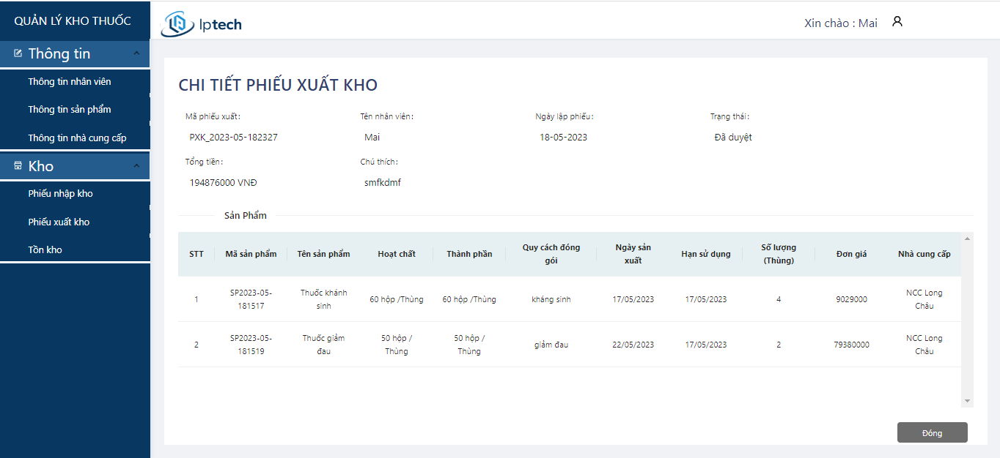 QUẢN LÝ KHO THUỐC
Iptech
Xin chào : Mai
Thông tin
Thông tin nhân viên
Thông tin sản phẩm
Thông tin nhà cung cấp
Kho
Phiếu nhập kho
Phiếu xuất kho
Tồn kho
CHI TIẾT PHIẾU XUẤT KHO
Mã phiếu xuất: Tên nhân viên: Ngày lập phiếu: Trạng thái:
PXK_2023-05-182327 Mai 18-05-2023 Đã duyệt
Tổng tiền: Chú thích:
194876000 VNĐ smfkdmf
Sản Phẩm
STT Mã sản phẩm Tên sản phẩm Hoạt chất Thành phần Quy cách đóng gói Ngày sản xuất Hạn sử dụng Số lượng (Thùng) Đơn giá Nhà cung cấp
1 SP2023-05-181517 Thuốc khánh sinh 60 hộp /Thùng 60 hộp /Thùng kháng sinh 17/05/2023 17/05/2023 4 9029000 NCC Long Châu
2 SP2023-05-181519 Thuốc giảm đau 50 hộp / Thùng 50 hộp / Thùng giảm đau 22/05/2023 17/05/2023 2 79380000 NCC Long Châu
Đóng